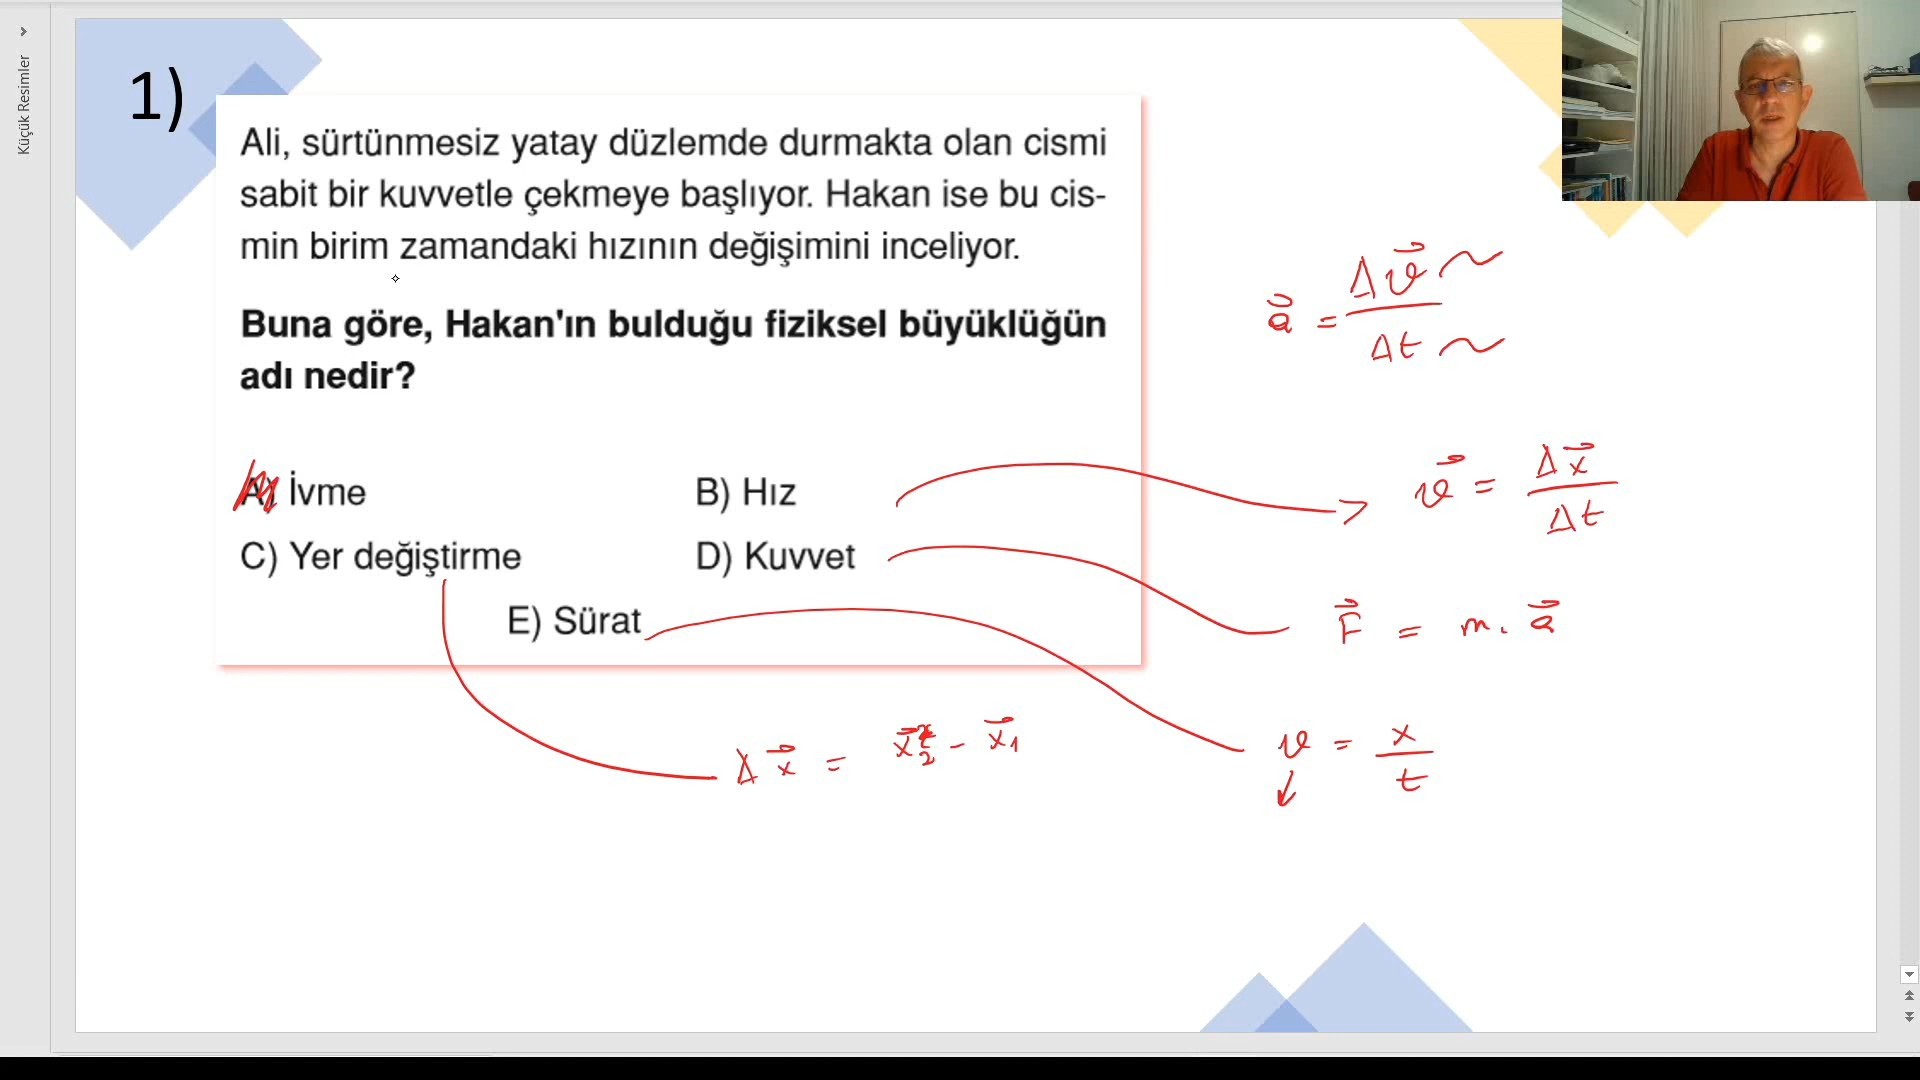 Küçük Resimler
1)
Ali, sürtünmesiz yatay düzlemde durmakta olan cismi
sabit bir kuvvetle çekmeye başlıyor. Hakan ise bu cis-
min birim zamandaki hızının değişimini inceliyor.
Buna göre, Hakan'ın bulduğu fiziksel büyüklüğün
adı nedir?
A) İvme
B) Hız
C) Yer değiştirme
D) Kuvvet
E) Sürat
a⃗ = Δv⃗ / Δt
v⃗ = Δx⃗ / Δt
F⃗ = m . a⃗
Δx⃗ = x⃗₂ - x⃗₁
v = x / t